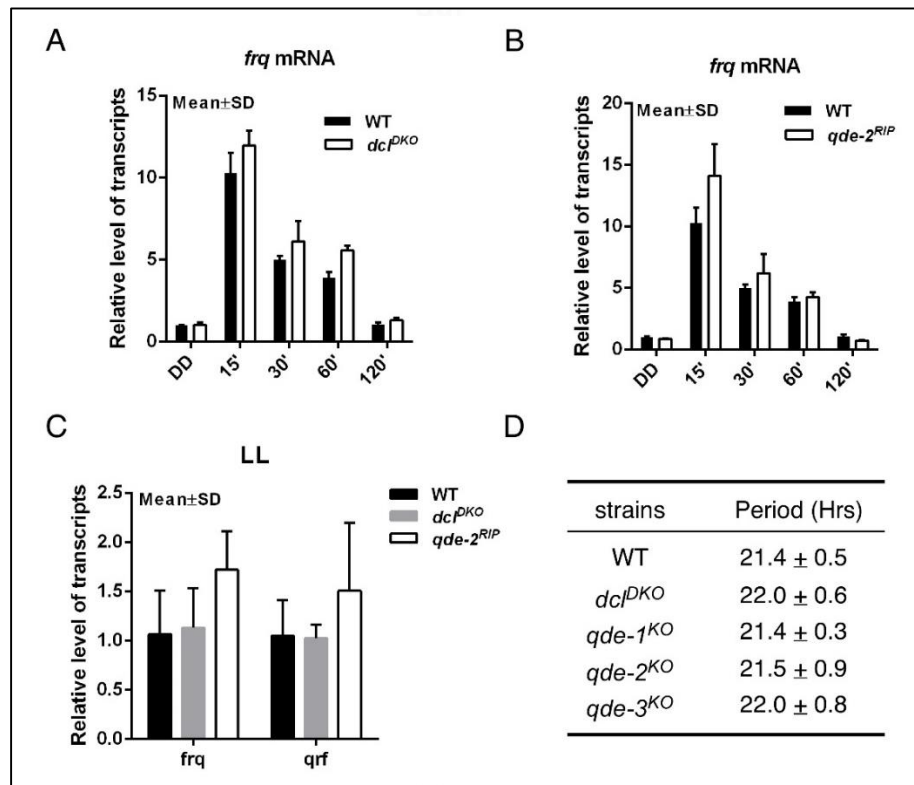 A
frq mRNA
Mean±SD
WT
dcl^DKO
Relative level of transcripts
15
10
5
0
DD
15'
30'
60'
120'
B
frq mRNA
Mean±SD
WT
qde-2^RIP
Relative level of transcripts
20
15
10
5
0
DD
15'
30'
60'
120'
C
LL
Mean±SD
WT
dcl^DKO
qde-2^RIP
Relative level of transcripts
2.5
2.0
1.5
1.0
0.5
0.0
frq
qrf
D
strains Period (Hrs)
WT 21.4 ± 0.5
dcl^DKO 22.0 ± 0.6
qde-1^KO 21.4 ± 0.3
qde-2^KO 21.5 ± 0.9
qde-3^KO 22.0 ± 0.8